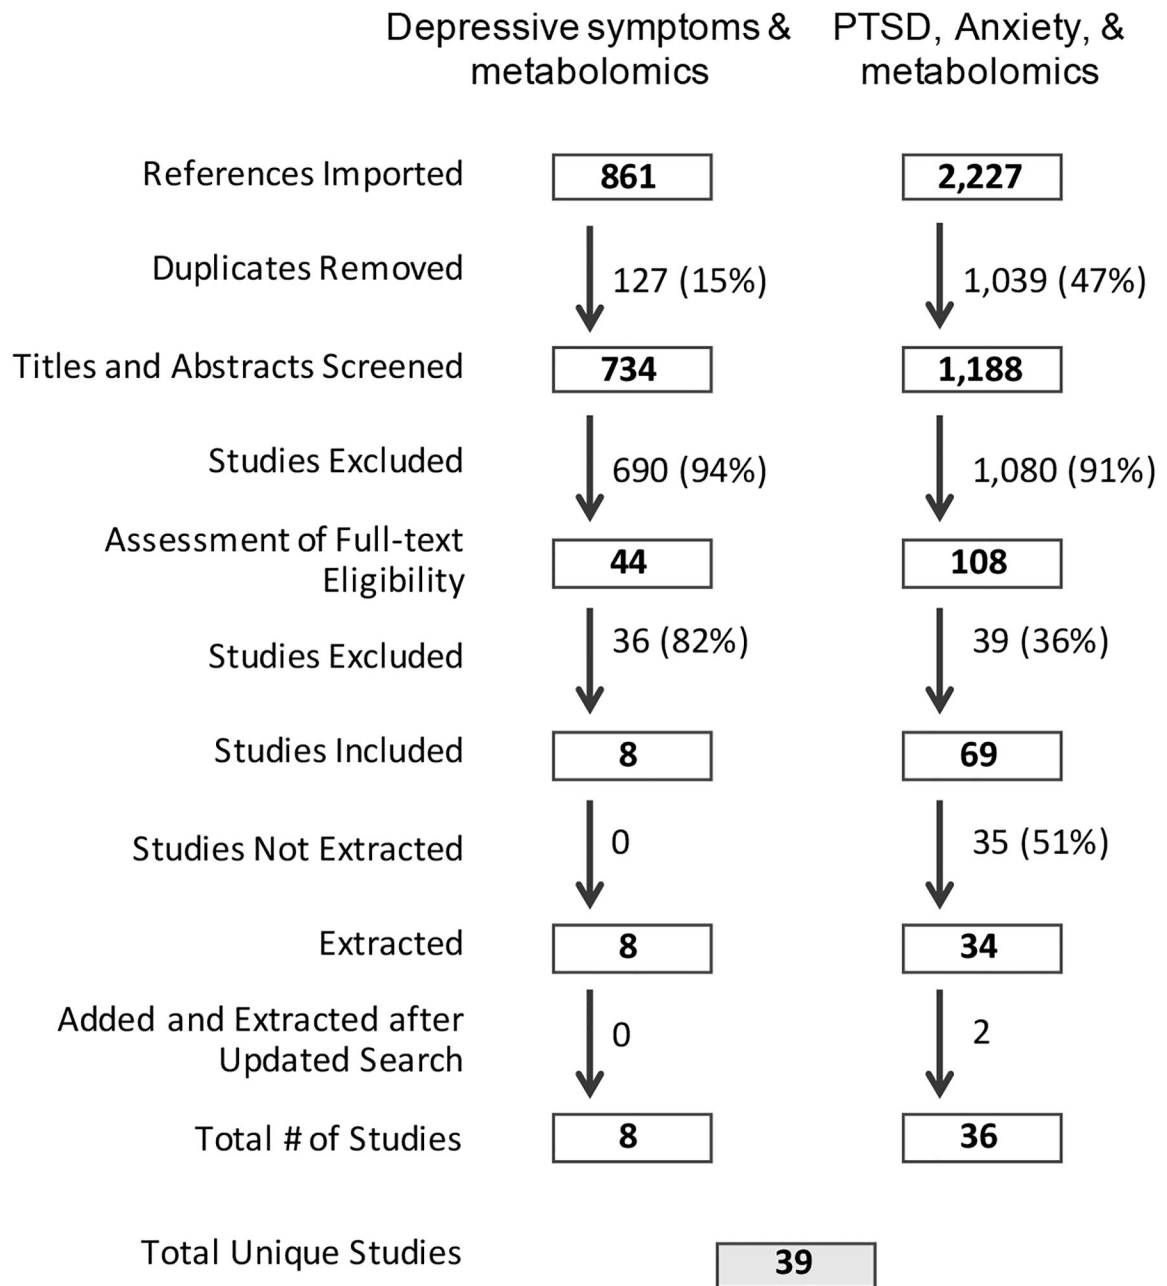 Depressive symptoms & PTSD, Anxiety, &
metabolomics metabolomics
References Imported 861 2,227
Duplicates Removed 127 (15%) 1,039 (47%)
Titles and Abstracts Screened 734 1,188
Studies Excluded 690 (94%) 1,080 (91%)
Assessment of Full-text
Eligibility 44 108
Studies Excluded 36 (82%) 39 (36%)
Studies Included 8 69
Studies Not Extracted 0 35 (51%)
Extracted 8 34
Added and Extracted after
Updated Search 0 2
Total # of Studies 8 36
Total Unique Studies 39